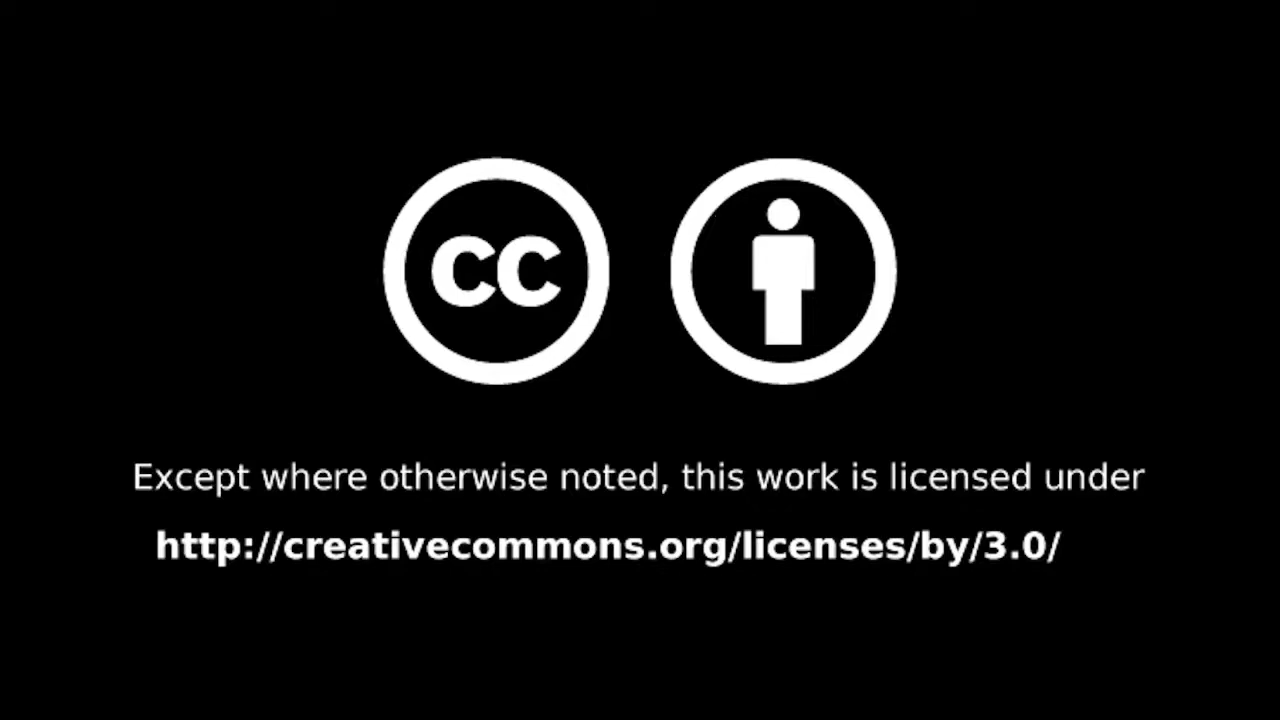 cc
Except where otherwise noted, this work is licensed under
http://creativecommons.org/licenses/by/3.0/